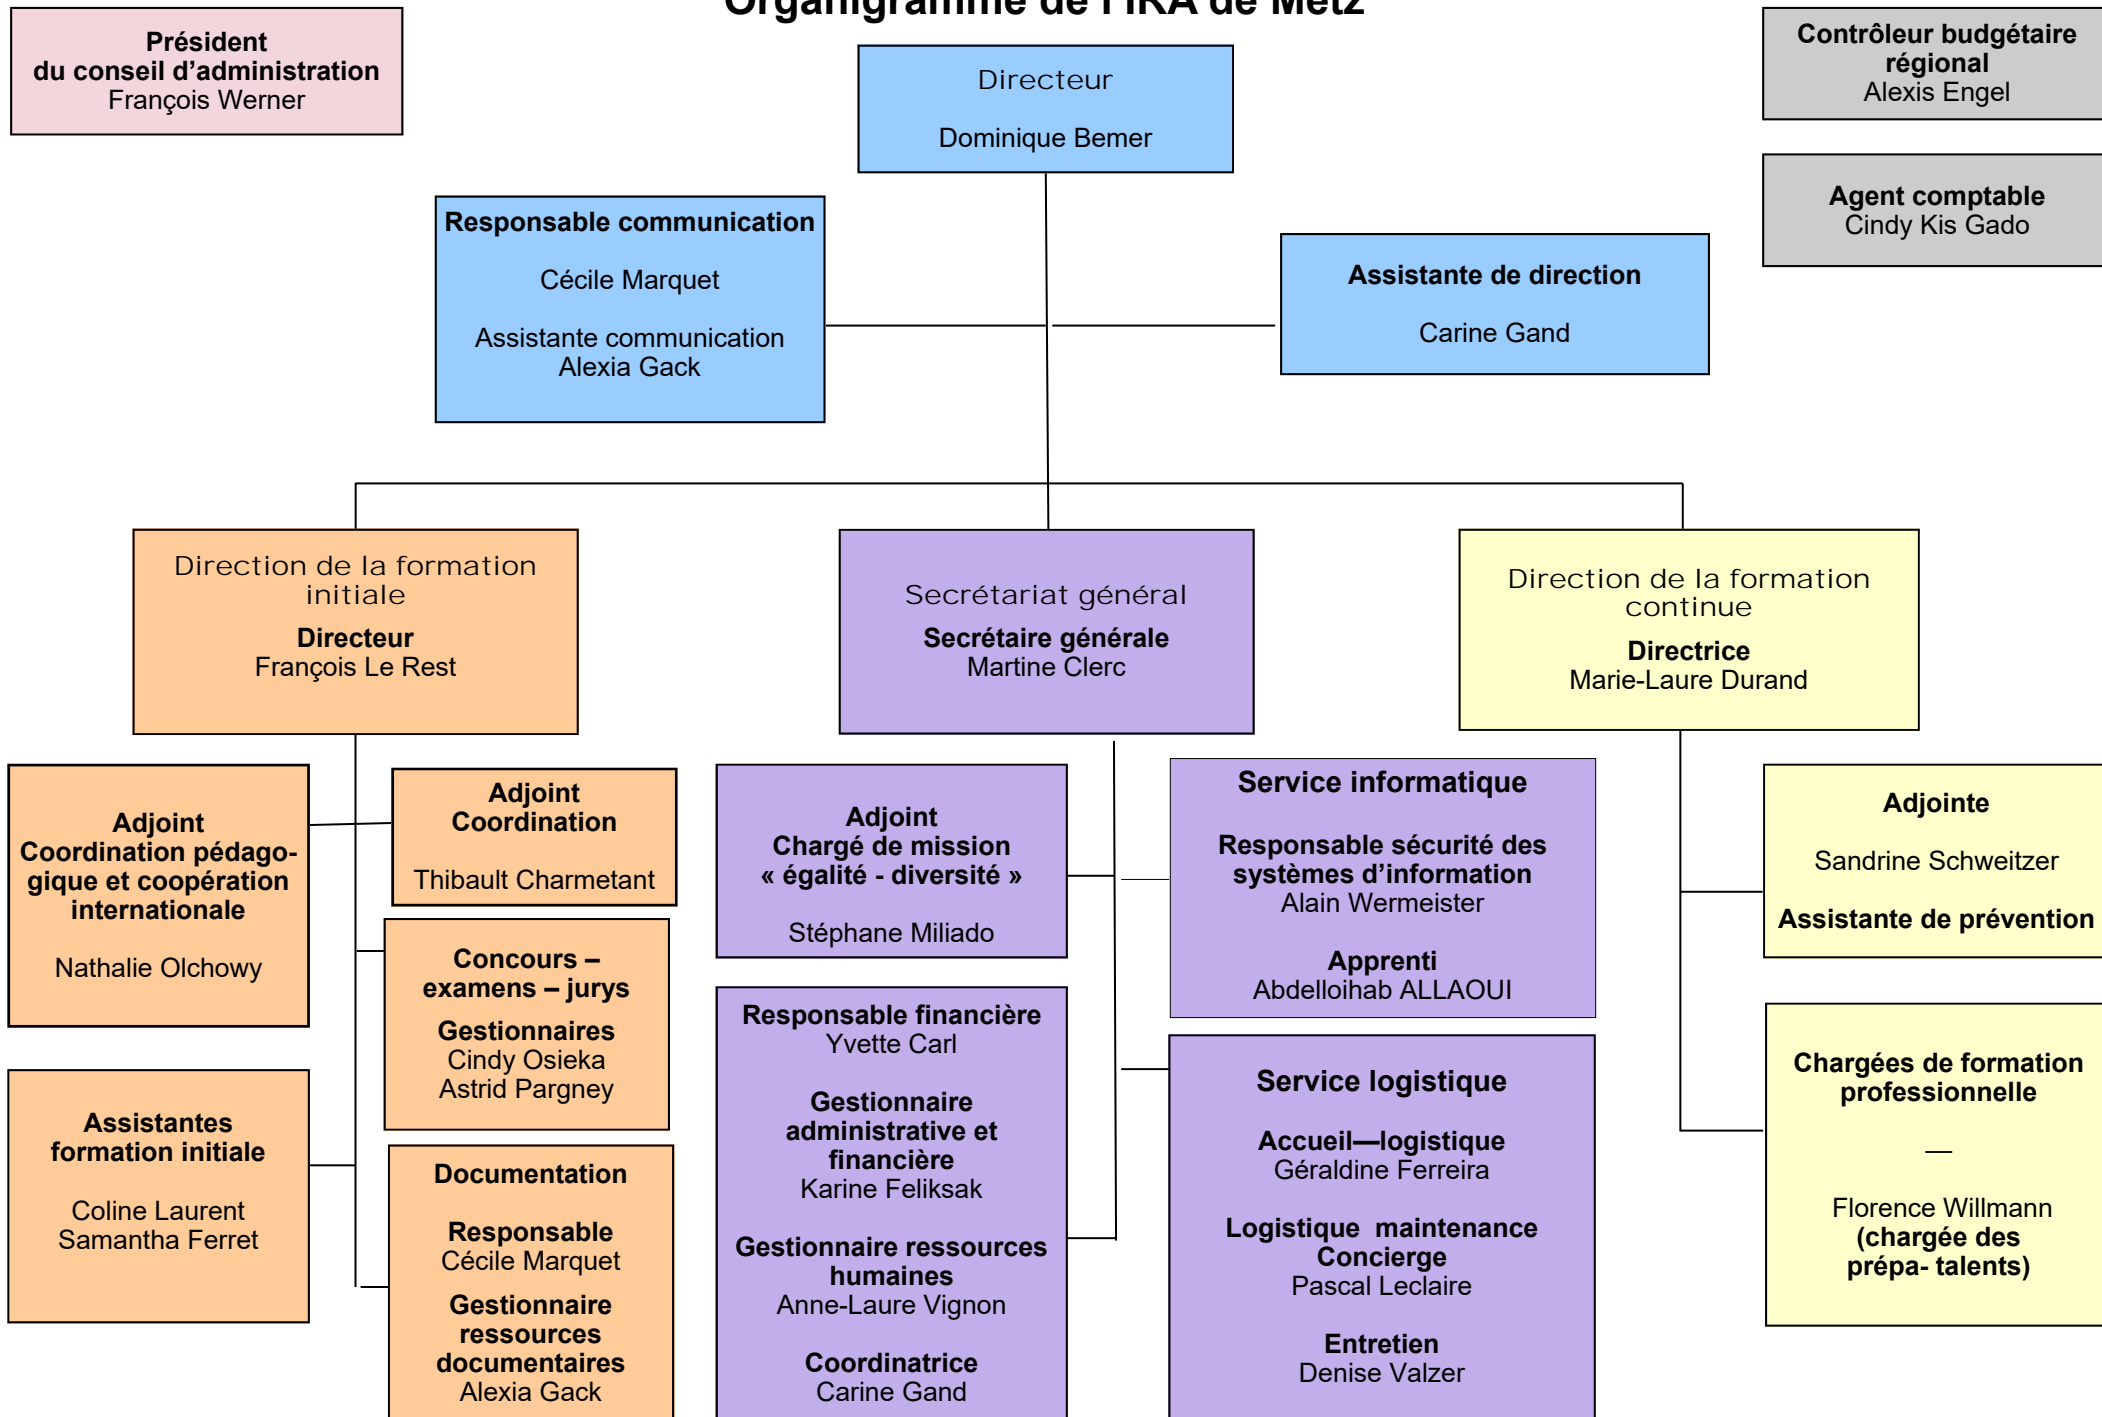 Organigramme de l'IRA de Metz
Président
du conseil d'administration
François Werner
Directeur
Dominique Bemer
Contrôleur budgétaire
régional
Alexis Engel
Agent comptable
Cindy Kis Gado
Responsable communication
Cécile Marquet
Assistante communication
Alexia Gack
Assistante de direction
Carine Gand
Direction de la formation
initiale
Directeur
François Le Rest
Secrétariat général
Secrétaire générale
Martine Clerc
Direction de la formation
continue
Directrice
Marie-Laure Durand
Adjoint
Coordination pédago-
gique et coopération
internationale
Nathalie Olchowy
Adjoint
Coordination
Thibault Charmetant
Concours –
examens – jurys
Gestionnaires
Cindy Osieka
Astrid Pargney
Assistantes
formation initiale
Coline Laurent
Samantha Ferret
Documentation
Responsable
Cécile Marquet
Gestionnaire
ressources
documentaires
Alexia Gack
Adjoint
Chargé de mission
« égalité - diversité »
Stéphane Miliado
Responsable financière
Yvette Carl
Gestionnaire
administrative et
financière
Karine Feliksak
Gestionnaire ressources
humaines
Anne-Laure Vignon
Coordinatrice
Carine Gand
Service informatique
Responsable sécurité des
systèmes d'information
Alain Wermeister
Apprenti
Abdelloihab ALLAOUI
Service logistique
Accueil—logistique
Géraldine Ferreira
Logistique maintenance
Concierge
Pascal Leclaire
Entretien
Denise Valzer
Adjointe
Sandrine Schweitzer
Assistante de prévention
Chargées de formation
professionnelle
—
Florence Willmann
(chargée des
prépa- talents)